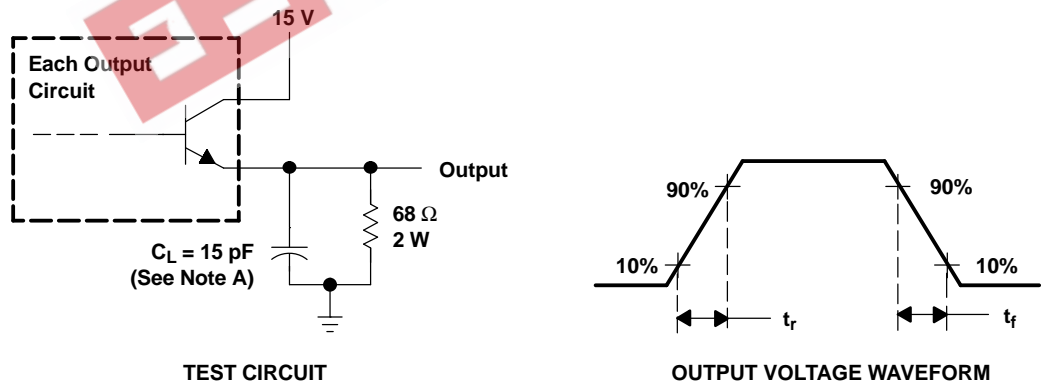 15 V
Each Output
Circuit
Output
68 Ω
2 W
C_L = 15 pF
(See Note A)
TEST CIRCUIT
90%
90%
10%
10%
t_r
t_f
OUTPUT VOLTAGE WAVEFORM